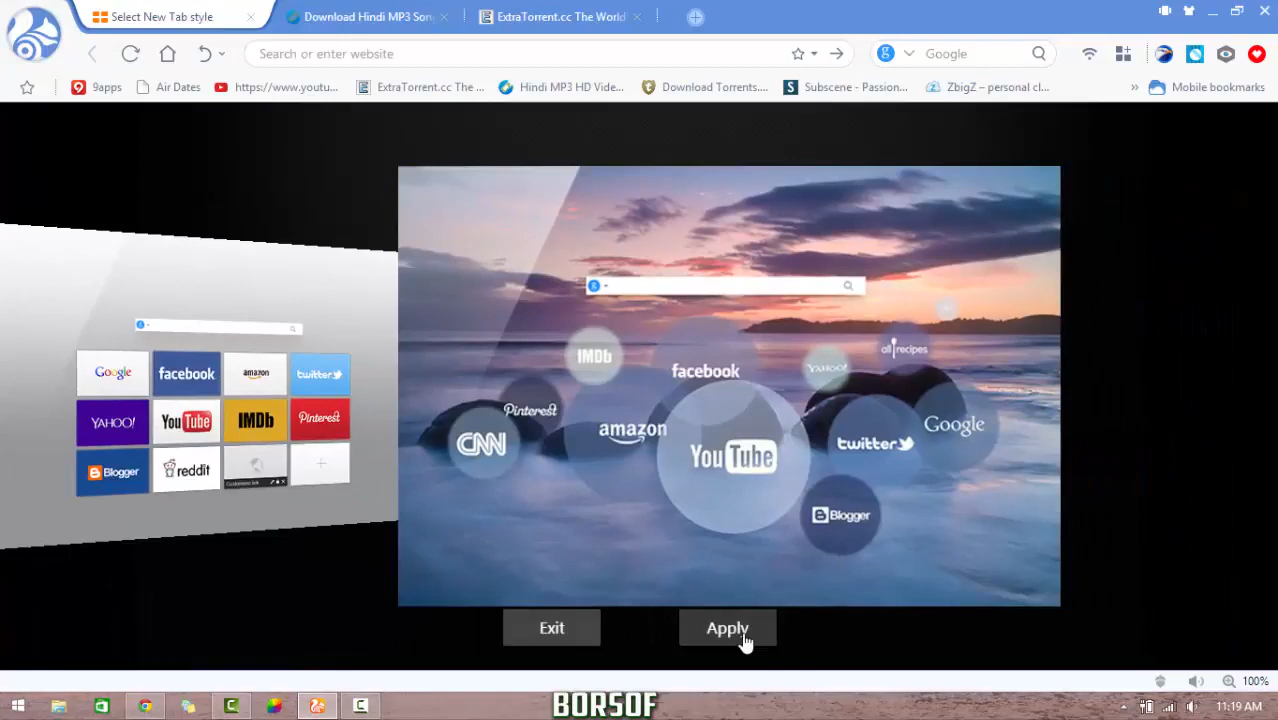 Select New Tab style
Download Hindi MP3 Son
ExtraTorrent.cc The World
Search or enter website
Google
9apps
Air Dates
https://www.youtu...
ExtraTorrent.cc The ...
Hindi MP3 HD Vide...
Download Torrents....
Subscene - Passion...
ZbigZ – personal cl...
»
Mobile bookmarks
Google
facebook
amazon
twitter
YAHOO!
YouTube
IMDb
Pinterest
Blogger
reddit
Customized link
IMDb
facebook
YAHOO!
allrecipes
Pinterest
CNN
amazon
YouTube
twitter
Google
Blogger
Exit
Apply
100%
BORSOF
11:19 AM